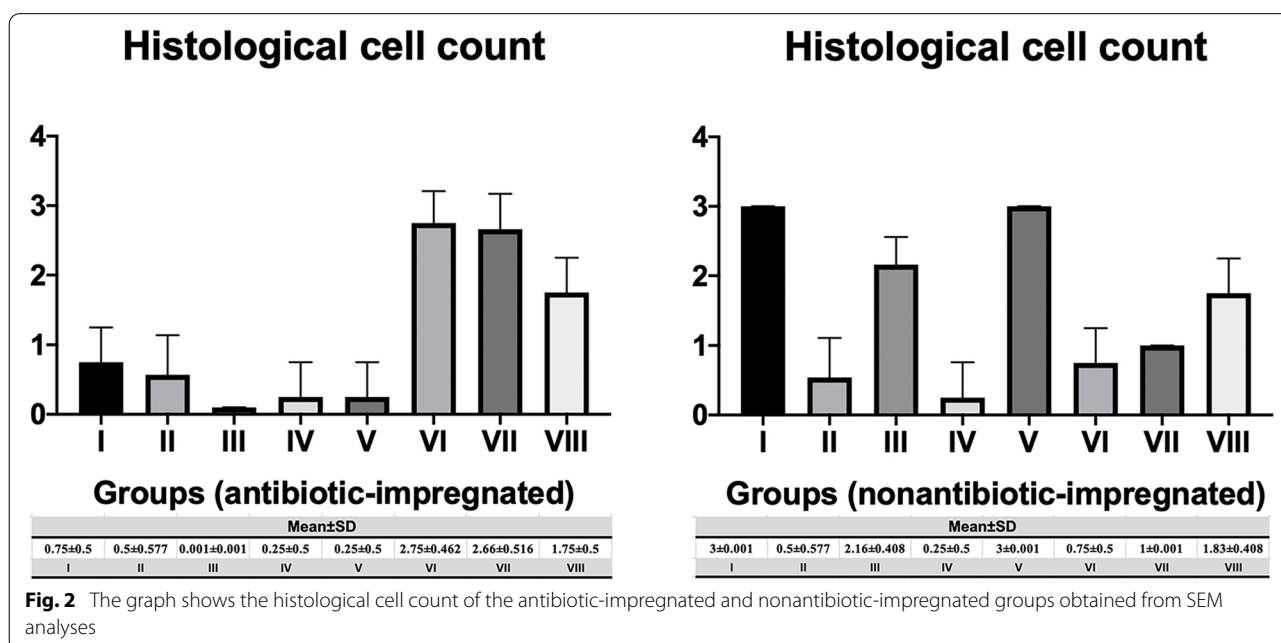 Histological cell count
4
3
2
1
0
I II III IV V VI VII VIII
Groups (antibiotic-impregnated)
Mean±SD
0.75±0.5 0.5±0.577 0.001±0.001 0.25±0.5 0.25±0.5 2.75±0.462 2.66±0.516 1.75±0.5
I II III IV V VI VII VIII
Histological cell count
4
3
2
1
0
I II III IV V VI VII VIII
Groups (nonantibiotic-impregnated)
Mean±SD
3±0.001 0.5±0.577 2.16±0.408 0.25±0.5 3±0.001 0.75±0.5 1±0.001 1.83±0.408
I II III IV V VI VII VIII
Fig. 2 The graph shows the histological cell count of the antibiotic-impregnated and nonantibiotic-impregnated groups obtained from SEM
analyses